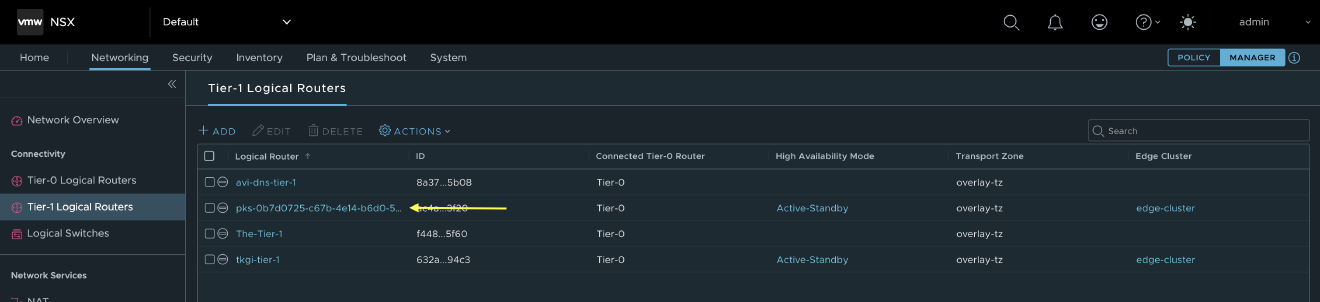 vmw NSX Default admin
Home Networking Security Inventory Plan & Troubleshoot System POLICY MANAGER
Tier-1 Logical Routers
Network Overview
Connectivity
Tier-0 Logical Routers
Tier-1 Logical Routers
Logical Switches
Network Services
NAT
+ ADD EDIT DELETE ACTIONS Search
Logical Router ID Connected Tier-0 Router High Availability Mode Transport Zone Edge Cluster
avi-dns-tier-1 8a37...5b08 Tier-0 overlay-tz
pks-0b7d0725-c67b-4e14-b6d0-5... Tier-0 Active-Standby overlay-tz edge-cluster
The-Tier-1 f448...5f60 Tier-0 overlay-tz
tkgi-tier-1 632a...94c3 Tier-0 Active-Standby overlay-tz edge-cluster